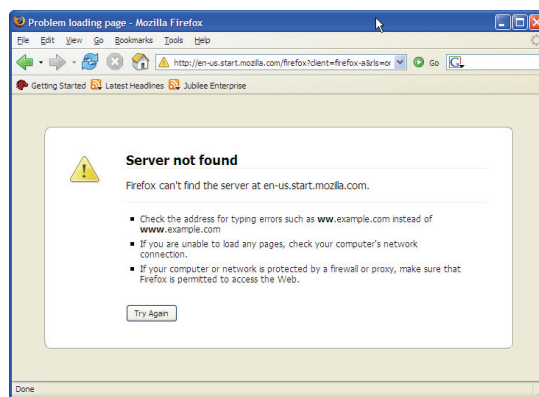 Problem loading page - Mozilla Firefox
File Edit View Go Bookmarks Tools Help
http://en-us.start.mozilla.com/firefox?client=firefox-a&rls=or Go G
Getting Started Latest Headlines Jubilee Enterprise
Server not found
Firefox can't find the server at en-us.start.mozilla.com.
Check the address for typing errors such as ww.example.com instead of
www.example.com
If you are unable to load any pages, check your computer's network
connection.
If your computer or network is protected by a firewall or proxy, make sure that
Firefox is permitted to access the Web.
Try Again
Done